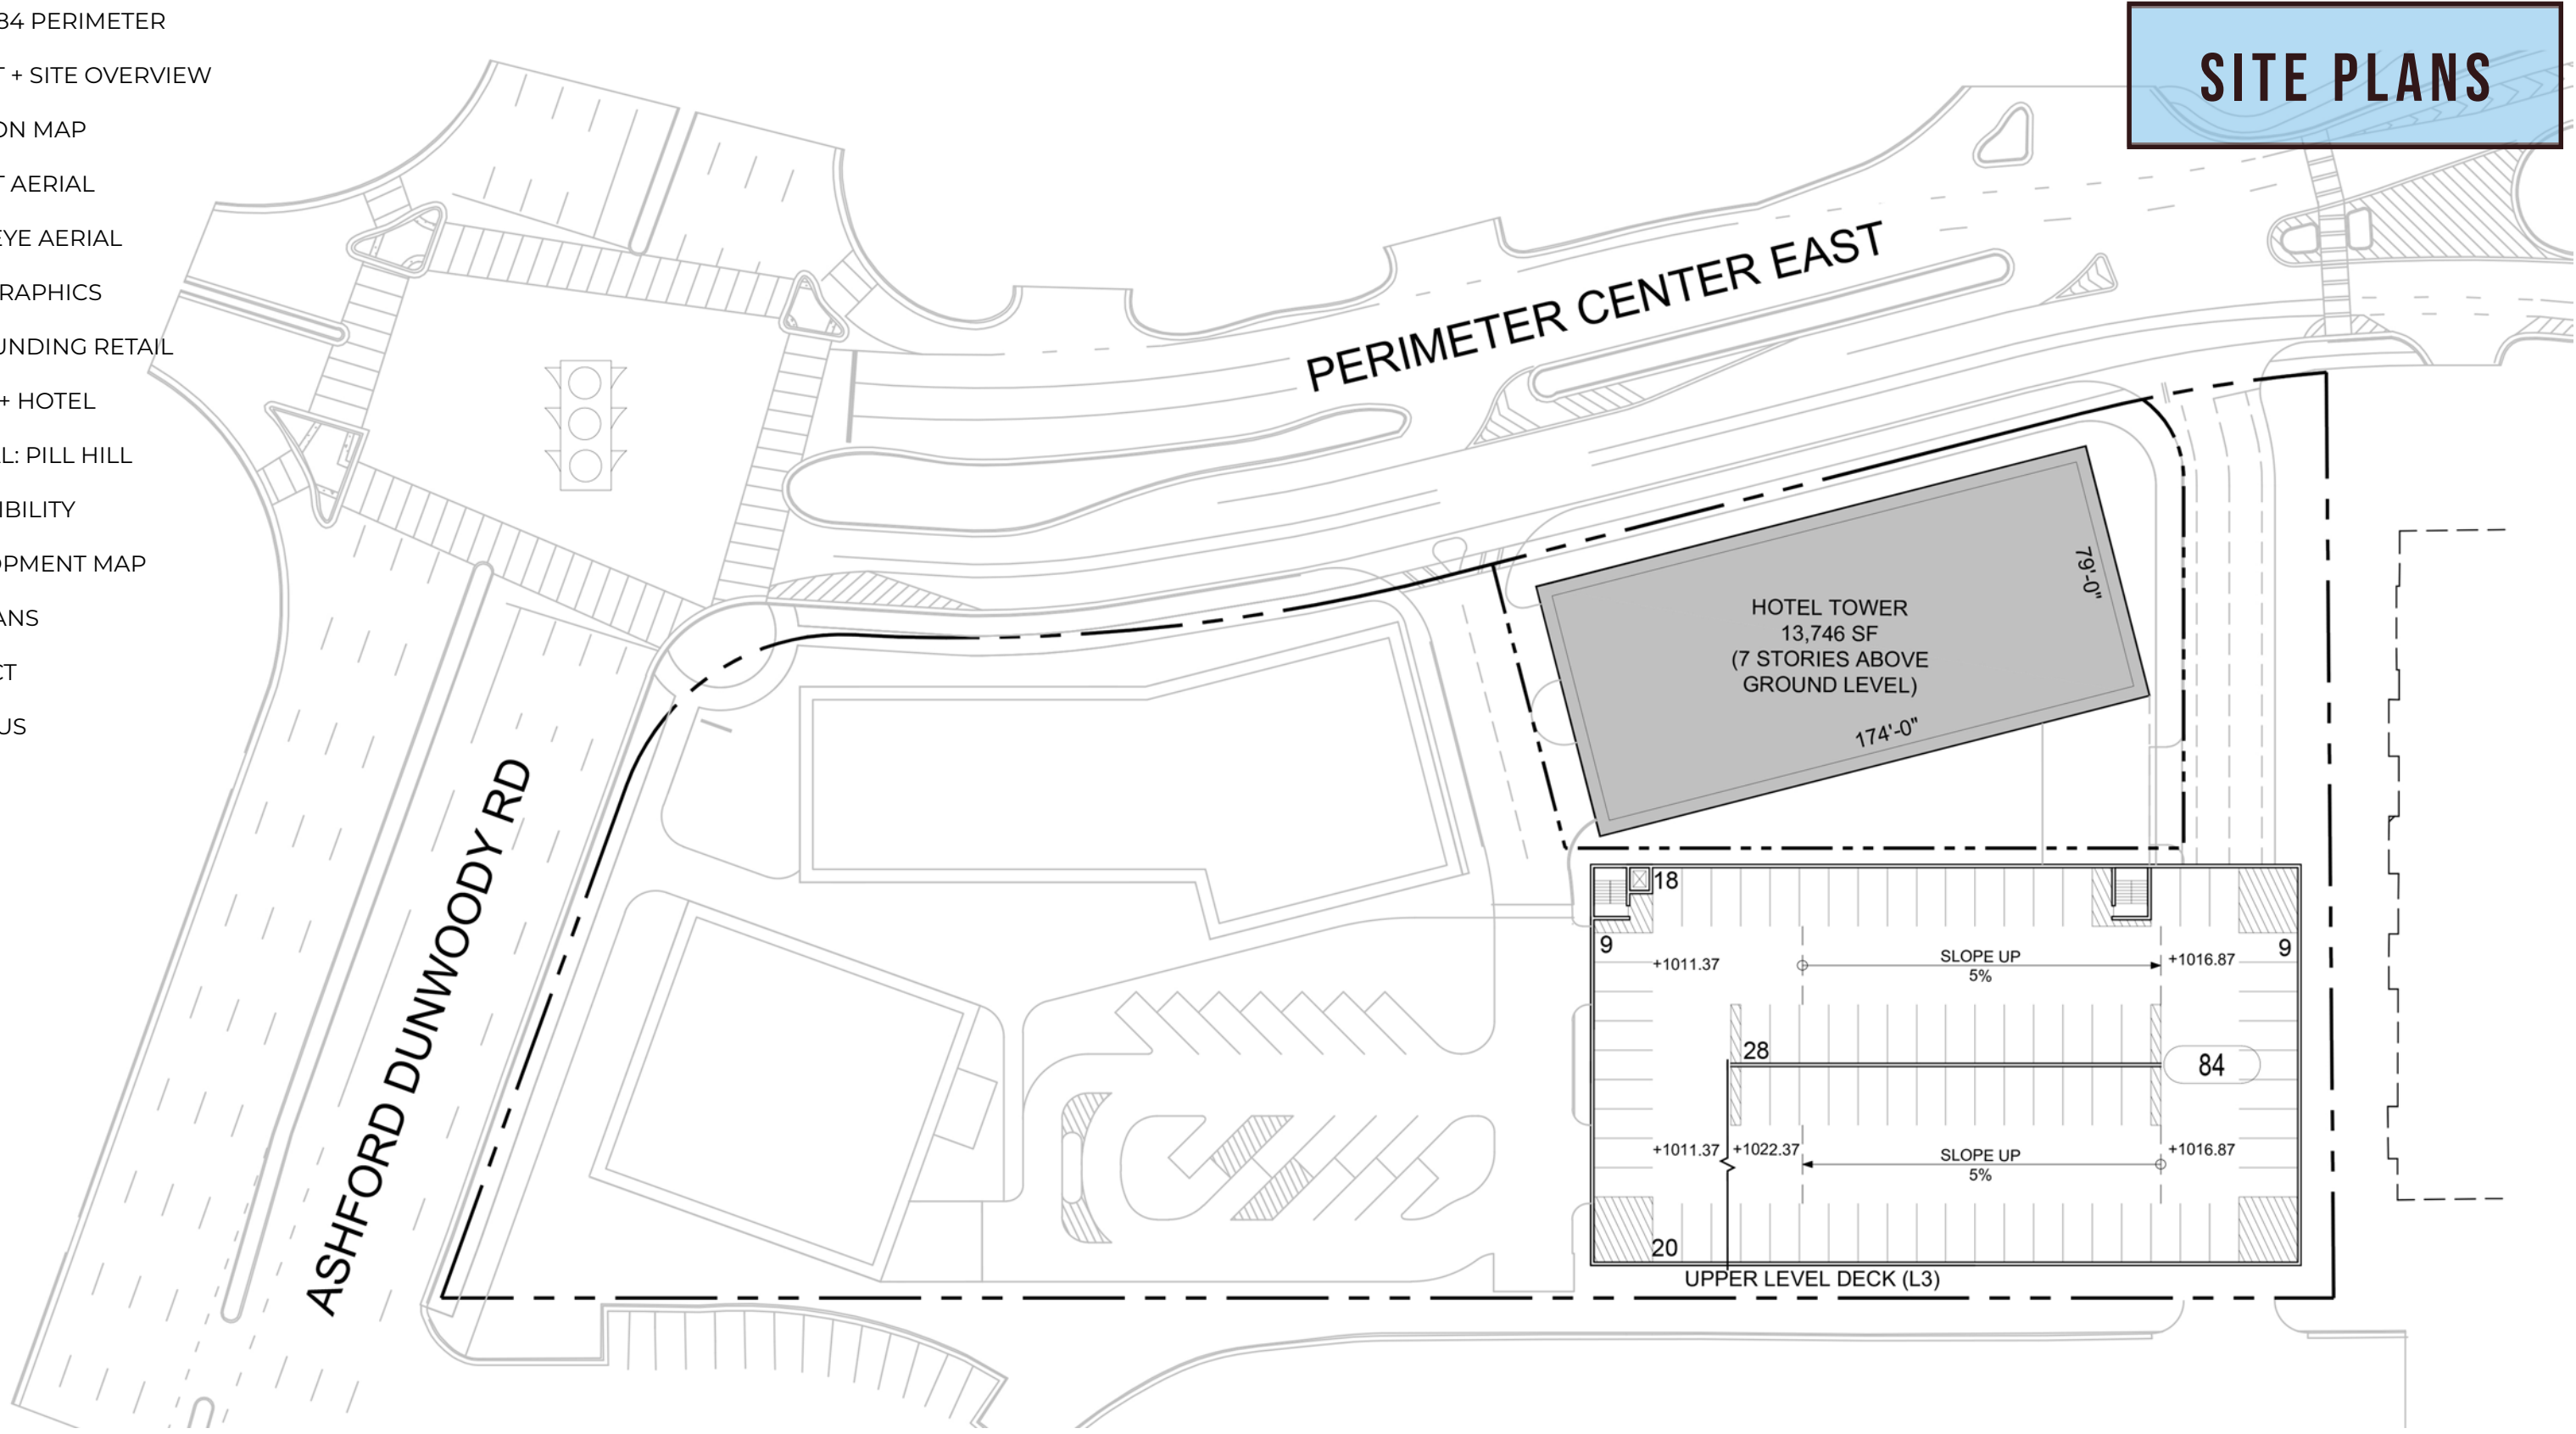 84 PERIMETER
T + SITE OVERVIEW
ON MAP
T AERIAL
EYE AERIAL
RAPHICS
UNDING RETAIL
+ HOTEL
L: PILL HILL
IBILITY
OPMENT MAP
ANS
CT
US
SITE PLANS
PERIMETER CENTER EAST
ASHFORD DUNWOODY RD
HOTEL TOWER
13,746 SF
(7 STORIES ABOVE
GROUND LEVEL)
79'-0"
174'-0"
18
9
9
+1011.37
SLOPE UP
5%
+1016.87
28
84
+1011.37
+1022.37
SLOPE UP
5%
+1016.87
20
UPPER LEVEL DECK (L3)